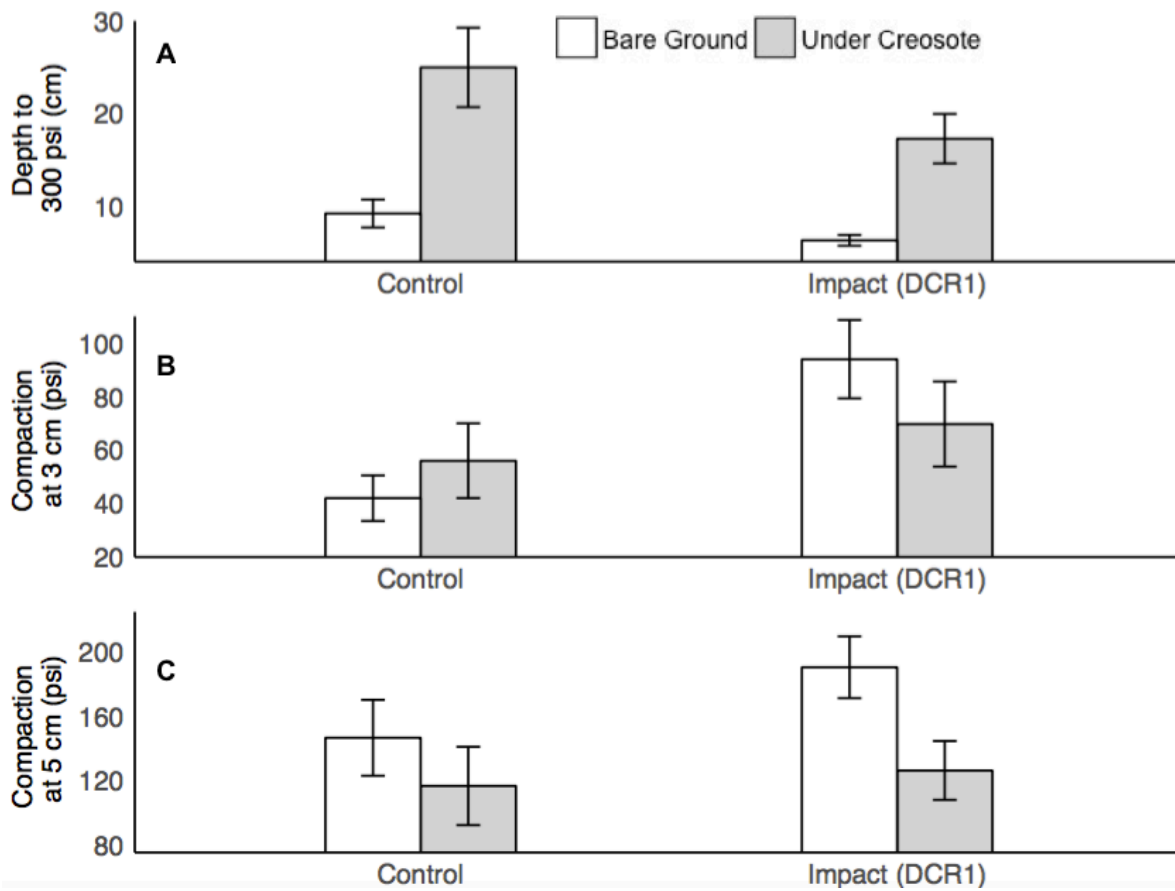 A
Bare Ground
Under Creosote
Depth to
300 psi (cm)
30
20
10
Control
Impact (DCR1)
B
Compaction
at 3 cm (psi)
100
80
60
40
20
Control
Impact (DCR1)
C
Compaction
at 5 cm (psi)
200
160
120
80
Control
Impact (DCR1)